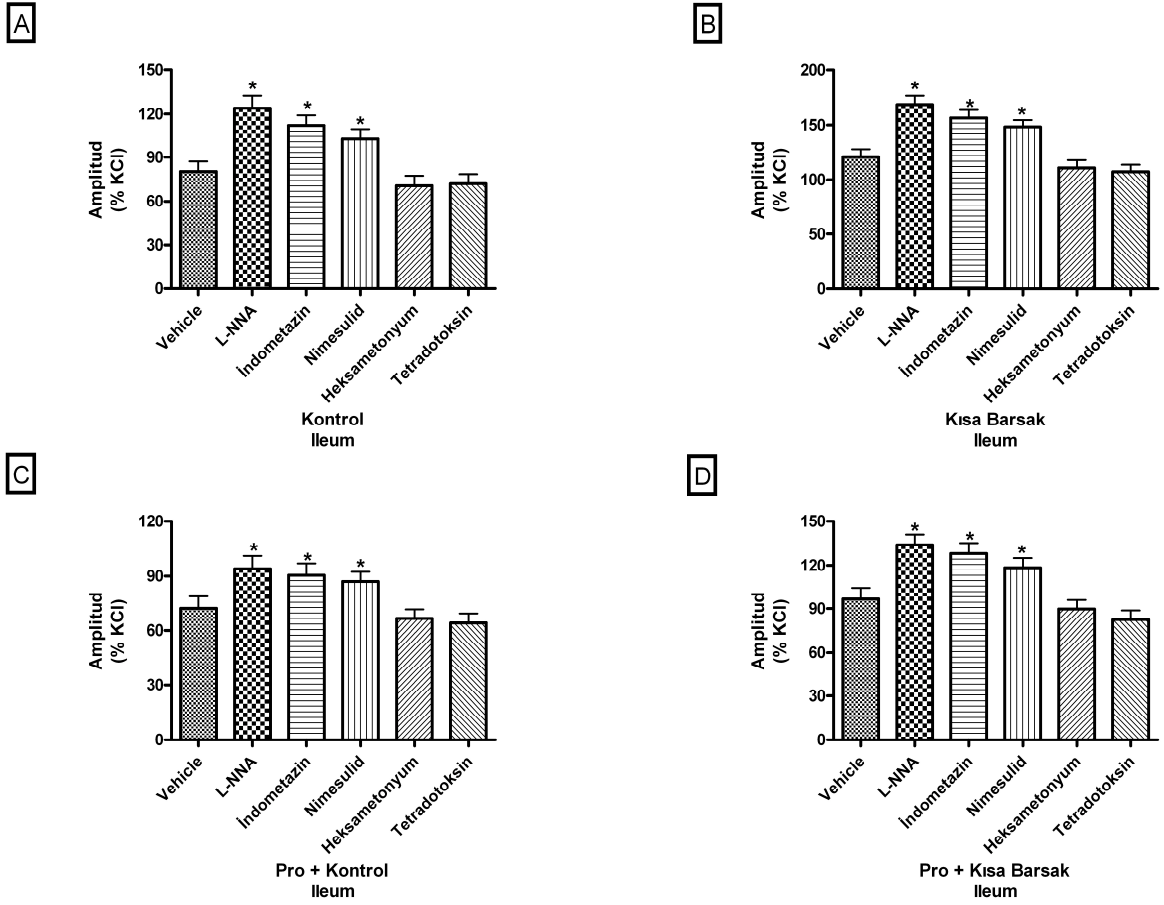 A
150
120
90
60
30
0
Amplitud
(% KCl)
*
*
*
Vehicle
L-NNA
İndometazin
Nimesulid
Heksametonyum
Tetradotoksin
Kontrol
Ileum
B
200
150
100
50
0
Amplitud
(% KCl)
*
*
*
Vehicle
L-NNA
İndometazin
Nimesulid
Heksametonyum
Tetradotoksin
Kısa Barsak
Ileum
C
120
90
60
30
0
Amplitud
(% KCl)
*
*
*
Vehicle
L-NNA
İndometazin
Nimesulid
Heksametonyum
Tetradotoksin
Pro + Kontrol
Ileum
D
150
120
90
60
30
0
Amplitud
(% KCl)
*
*
*
Vehicle
L-NNA
İndometazin
Nimesulid
Heksametonyum
Tetradotoksin
Pro + Kısa Barsak
Ileum